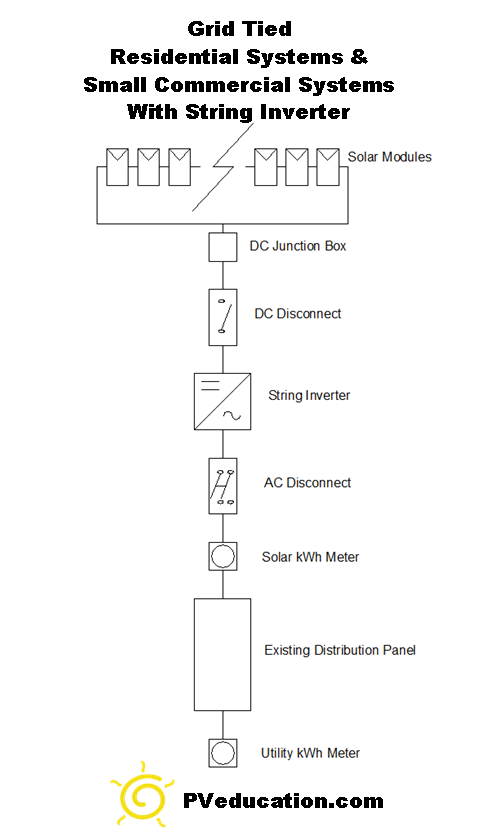 Grid Tied
Residential Systems &
Small Commercial Systems
With String Inverter
Solar Modules
DC Junction Box
DC Disconnect
String Inverter
AC Disconnect
Solar kWh Meter
Existing Distribution Panel
Utility kWh Meter
PVeducation.com